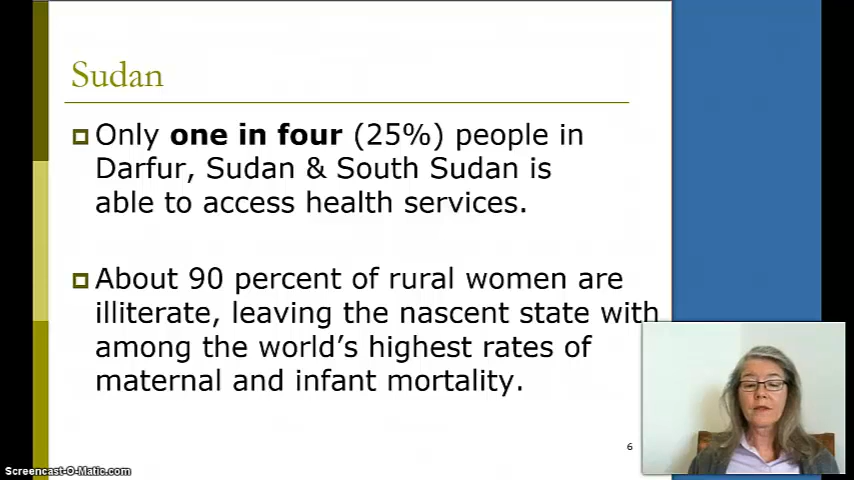 Sudan
Only one in four (25%) people in
Darfur, Sudan & South Sudan is
able to access health services.
About 90 percent of rural women are
illiterate, leaving the nascent state with
among the world's highest rates of
maternal and infant mortality.
6
Screencast-O-Matic.com